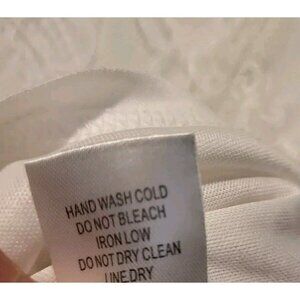 HAND WASH COLD
DO NOT BLEACH
IRON LOW
DO NOT DRY CLEAN
LINE DRY